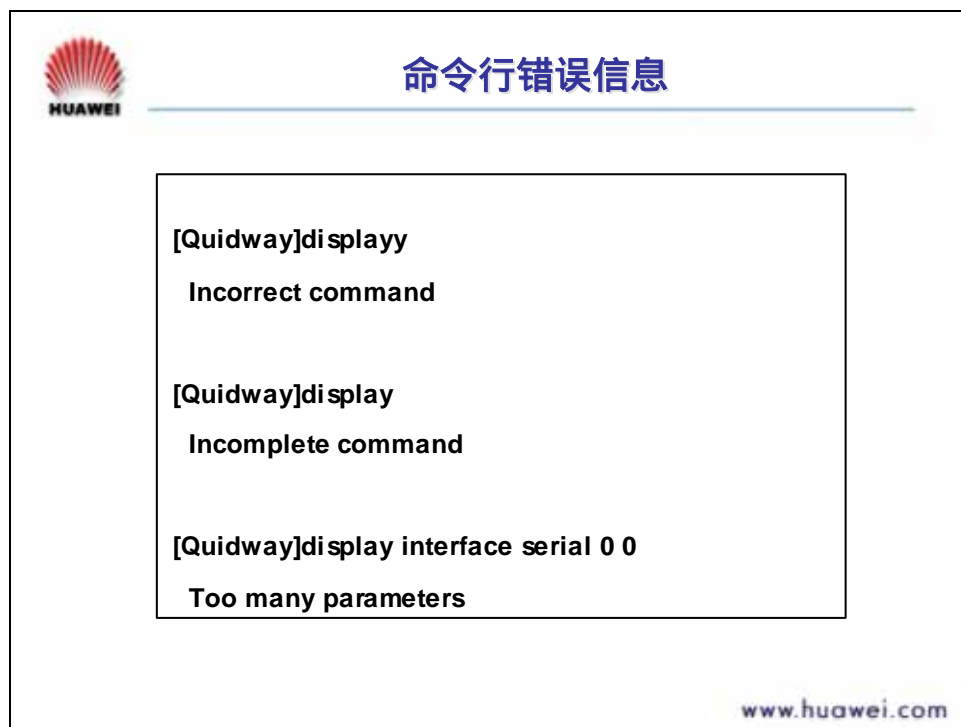 HUAWEI
命令行错误信息
[Quidway]displayy
Incorrect command
[Quidway]display
Incomplete command
[Quidway]display interface serial 0 0
Too many parameters
www.huawei.com